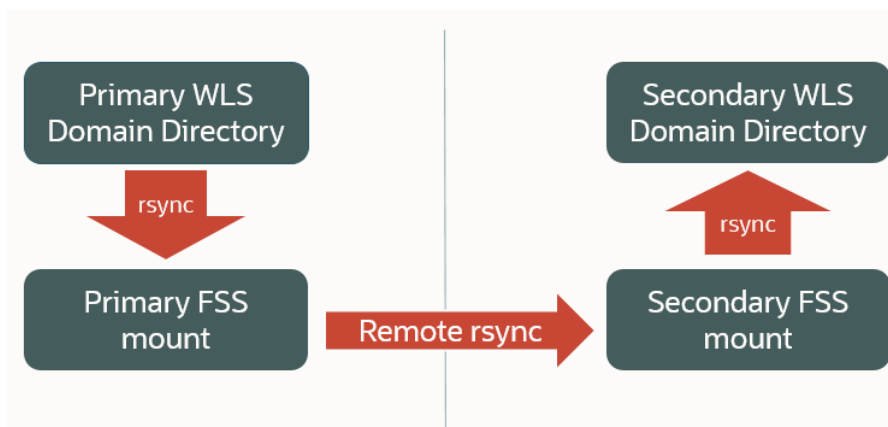 Primary WLS
Domain Directory
rsync
Primary FSS
mount
Remote rsync
Secondary WLS
Domain Directory
rsync
Secondary FSS
mount